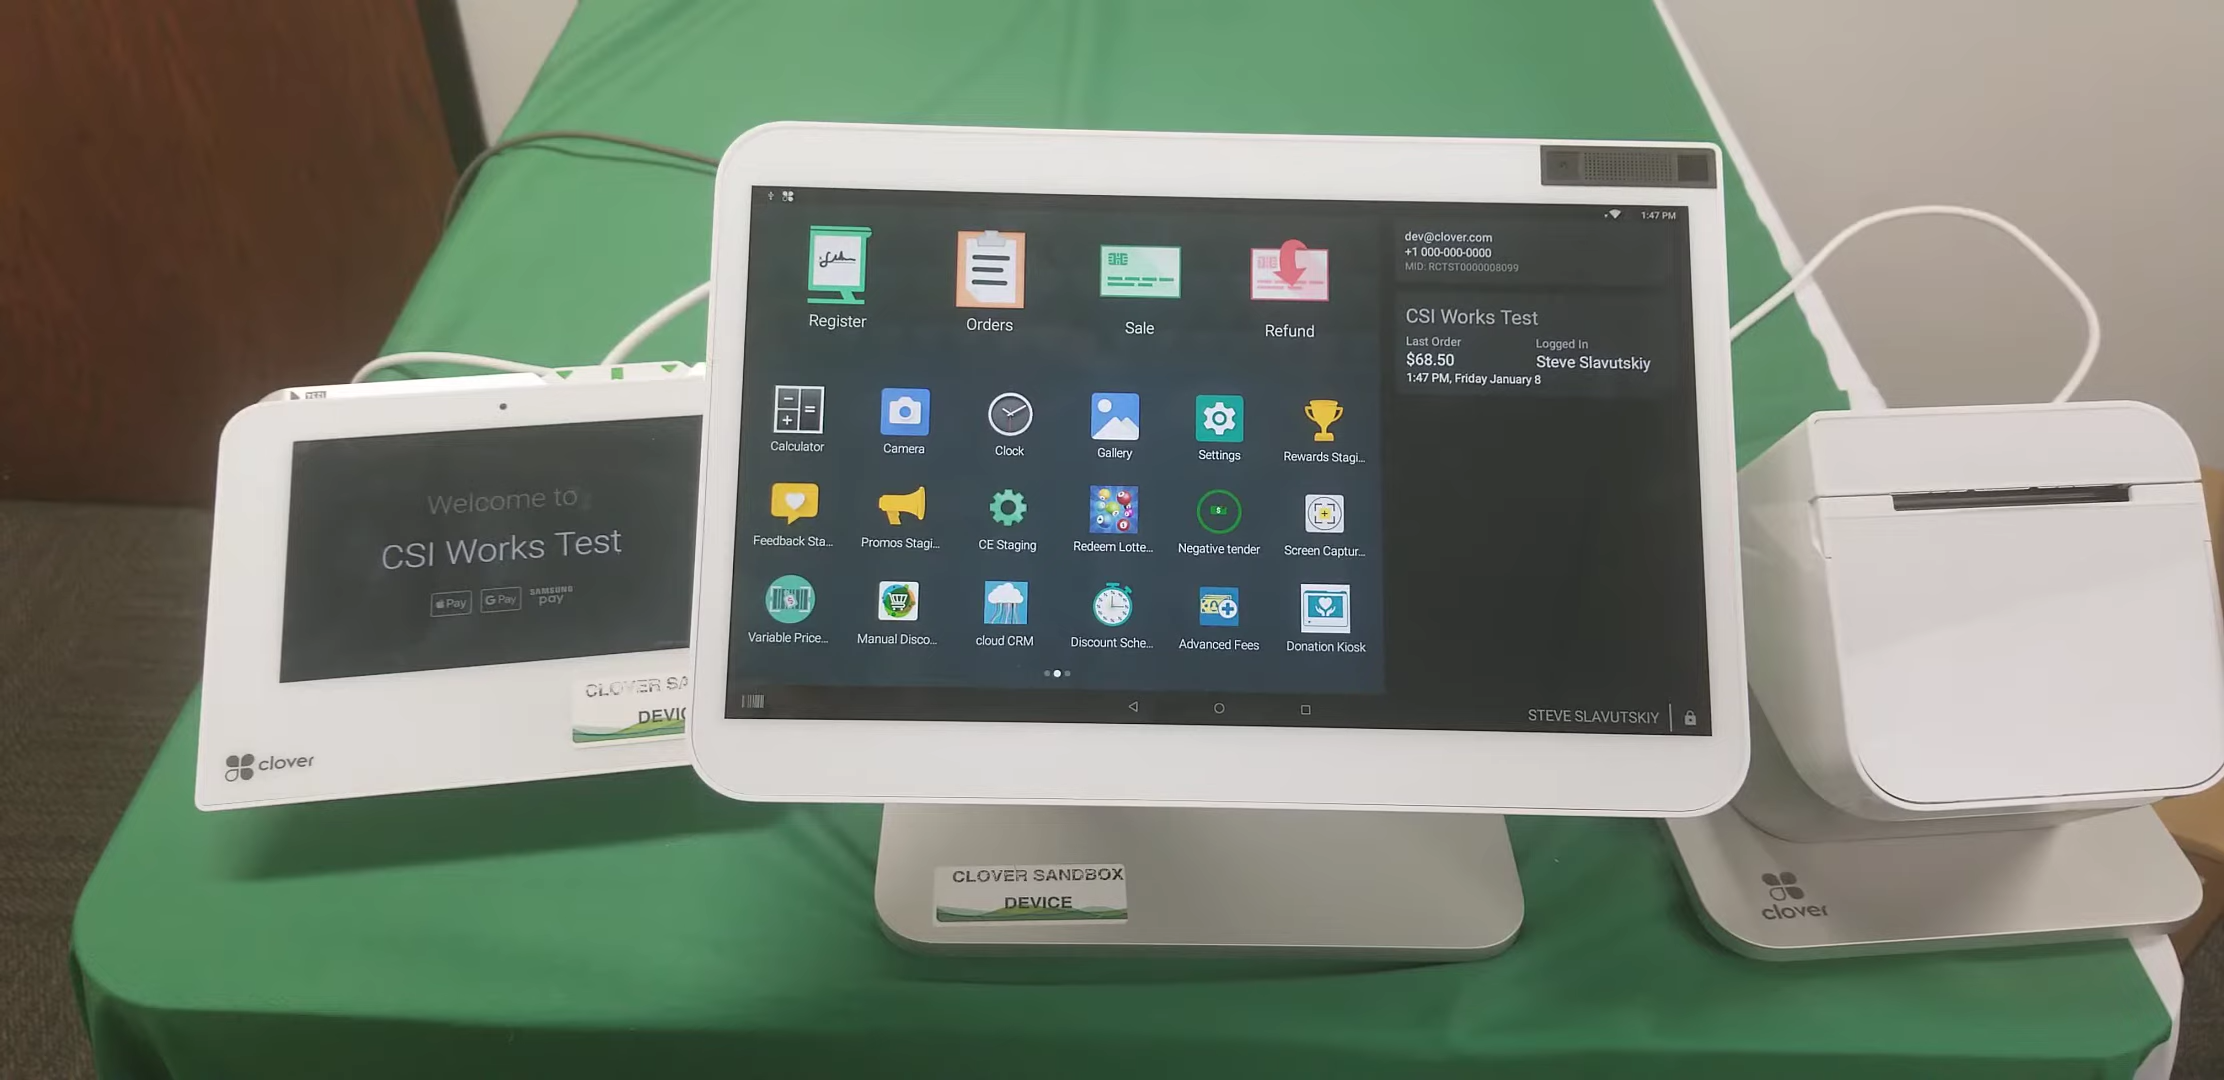 1:47 PM
Register
Orders
Sale
Refund
dev@clover.com
+1 000-000-0000
MID: RCTST0000008099
CSI Works Test
Last Order
Logged In
$68.50
Steve Slavutskiy
1:47 PM, Friday January 8
Calculator
Camera
Clock
Gallery
Settings
Rewards Stagi...
Feedback Sta...
Promos Stagi...
CE Staging
Redeem Lotte...
Negative tender
Screen Captur...
Variable Price...
Manual Disco...
cloud CRM
Discount Sche...
Advanced Fees
Donation Kiosk
STEVE SLAVUTSKIY
Welcome to
CSI Works Test
Pay
G Pay
SAMSUNG
pay
CLOVER SA
DEVIC
clover
CLOVER SANDBOX
DEVICE
clover